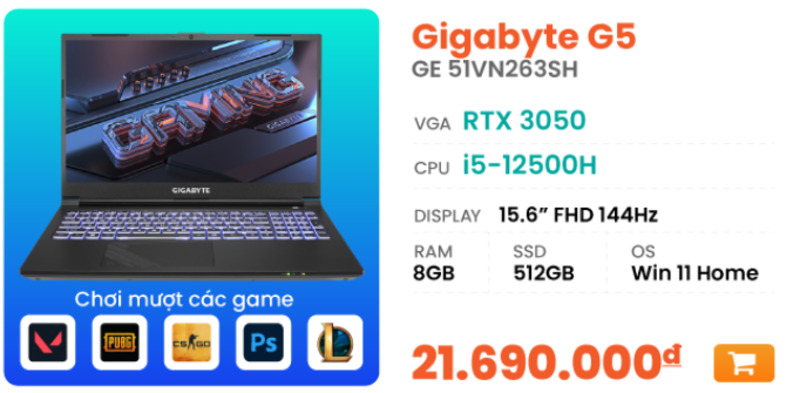 GAMING
GIGABYTE
Chơi mượt các game
PUBG
CS:GO
Ps
L
Gigabyte G5
GE 51VN263SH
VGA RTX 3050
CPU i5-12500H
DISPLAY 15.6” FHD 144Hz
RAM SSD OS
8GB 512GB Win 11 Home
21.690.000đ